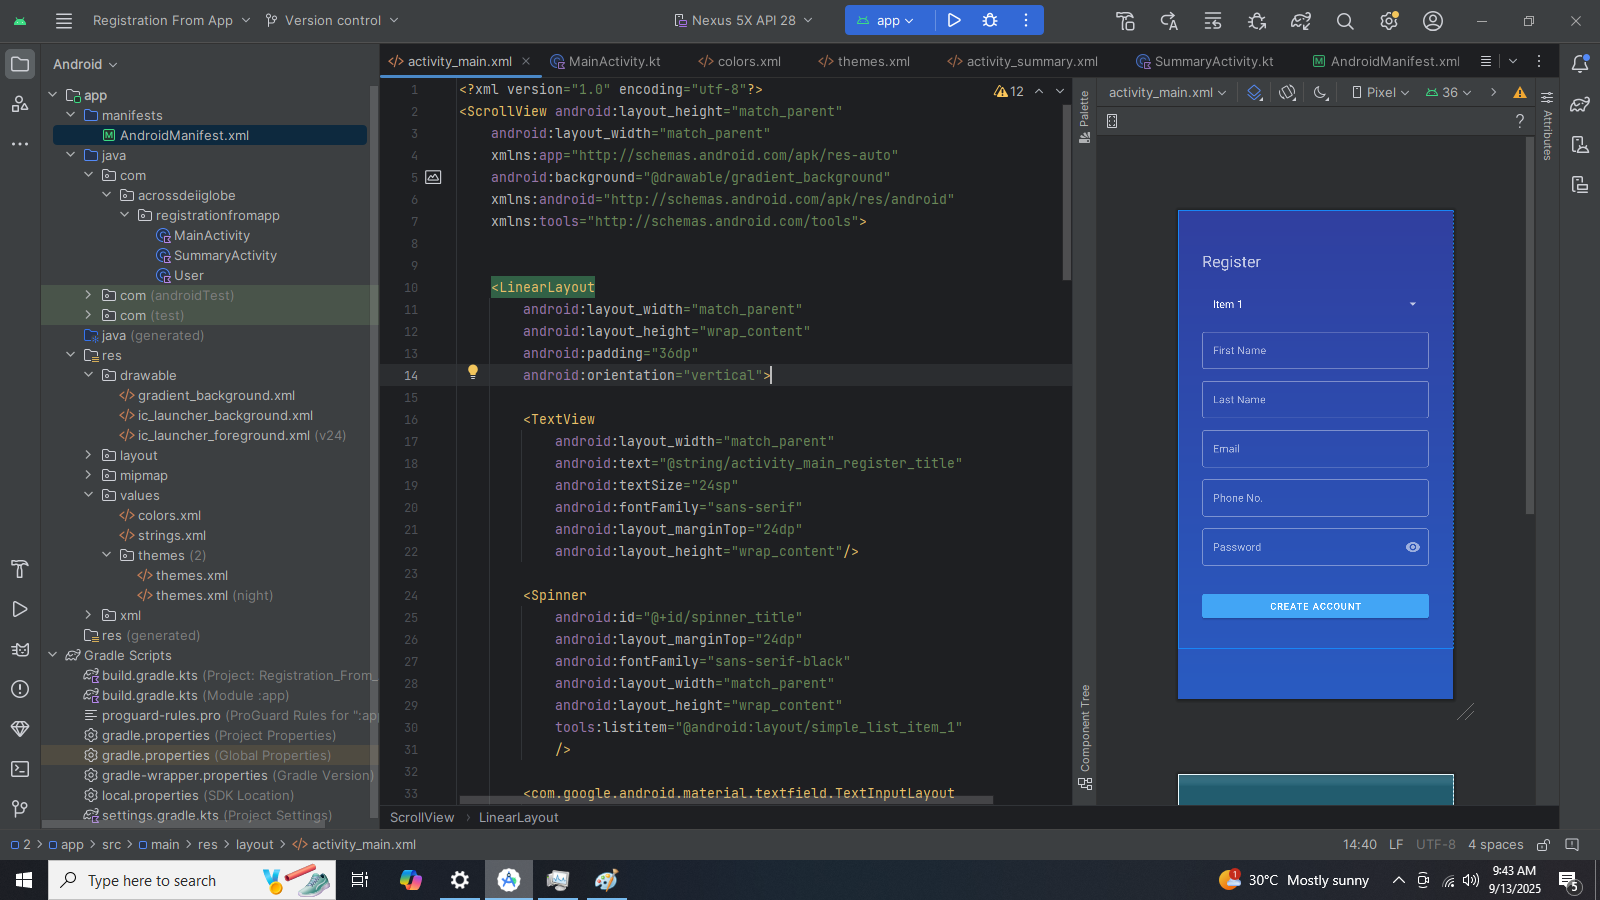 Registration From App
Version control
Nexus 5X API 28
app
Android
activity_main.xml
MainActivity.kt
colors.xml
themes.xml
activity_summary.xml
SummaryActivity.kt
AndroidManifest.xml
app
manifests
AndroidManifest.xml
java
com
acrossdeiiglobe
registrationfromapp
MainActivity
SummaryActivity
User
com (androidTest)
com (test)
java (generated)
res
drawable
gradient_background.xml
ic_launcher_background.xml
ic_launcher_foreground.xml (v24)
layout
mipmap
values
colors.xml
strings.xml
themes (2)
themes.xml
themes.xml (night)
xml
res (generated)
Gradle Scripts
build.gradle.kts (Project: Registration_From_
build.gradle.kts (Module :app)
proguard-rules.pro (ProGuard Rules for ":ap
gradle.properties (Project Properties)
gradle.properties (Global Properties)
gradle-wrapper.properties (Gradle Version)
local.properties (SDK Location)
settings.gradle.kts (Project Settings)
1 <?xml version="1.0" encoding="utf-8"?>
2 <ScrollView android:layout_height="match_parent"
3 android:layout_width="match_parent"
4 xmlns:app="http://schemas.android.com/apk/res-auto"
5 android:background="@drawable/gradient_background"
6 xmlns:android="http://schemas.android.com/apk/res/android"
7 xmlns:tools="http://schemas.android.com/tools">
8
9
10 <LinearLayout
11 android:layout_width="match_parent"
12 android:layout_height="wrap_content"
13 android:padding="36dp"
14 android:orientation="vertical">
15
16 <TextView
17 android:layout_width="match_parent"
18 android:text="@string/activity_main_register_title"
19 android:textSize="24sp"
20 android:fontFamily="sans-serif"
21 android:layout_marginTop="24dp"
22 android:layout_height="wrap_content"/>
23
24 <Spinner
25 android:id="@+id/spinner_title"
26 android:layout_marginTop="24dp"
27 android:fontFamily="sans-serif-black"
28 android:layout_width="match_parent"
29 android:layout_height="wrap_content"
30 tools:listitem="@android:layout/simple_list_item_1"
31 />
32
33 <com.google.android.material.textfield.TextInputLayout
12
Palette
Component Tree
activity_main.xml
Pixel
36
?
Attributes
Register
Item 1
First Name
Last Name
Email
Phone No.
Password
CREATE ACCOUNT
ScrollView › LinearLayout
2 > app > src > main > res > layout > activity_main.xml
14:40 LF UTF-8 4 spaces
Type here to search
1
30°C Mostly sunny
9:43 AM
9/13/2025
5